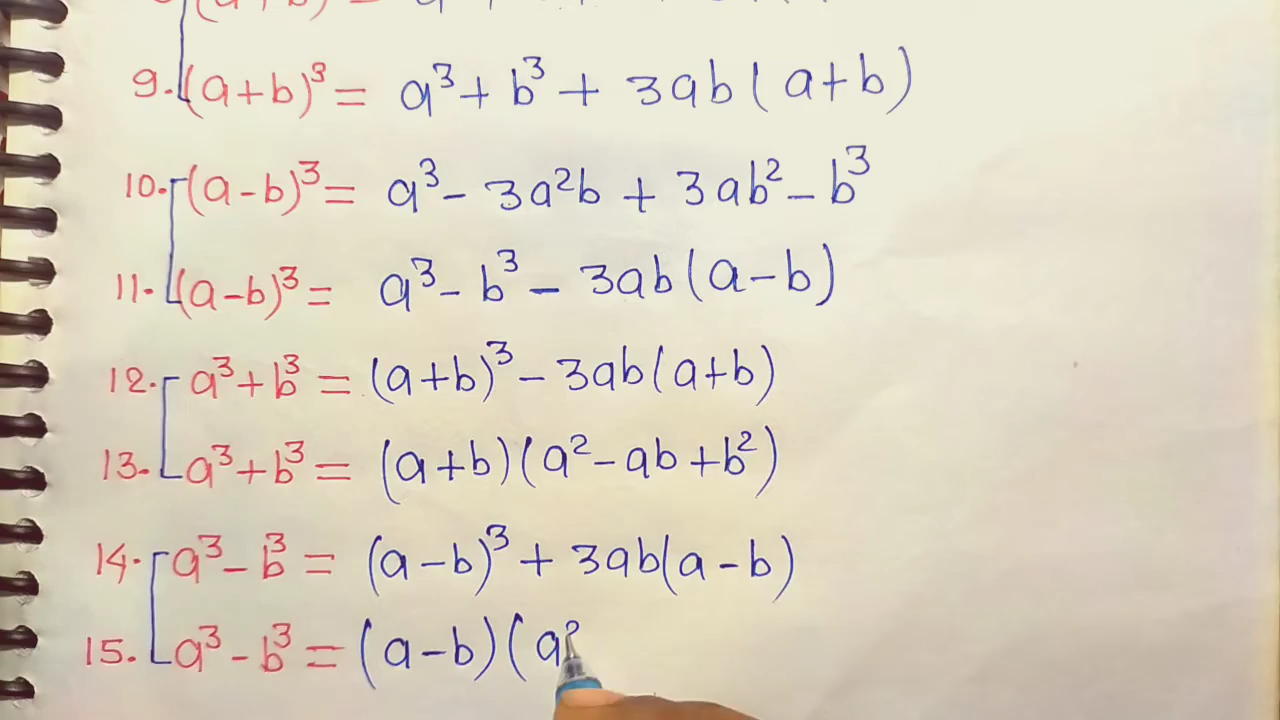 9. (a+b)³ = a³ + b³ + 3ab(a+b)
10. (a-b)³ = a³ - 3a²b + 3ab² - b³
11. (a-b)³ = a³ - b³ - 3ab(a-b)
12. a³+b³ = (a+b)³ - 3ab(a+b)
13. a³+b³ = (a+b)(a²-ab+b²)
14. a³-b³ = (a-b)³ + 3ab(a-b)
15. a³-b³ = (a-b)(a²